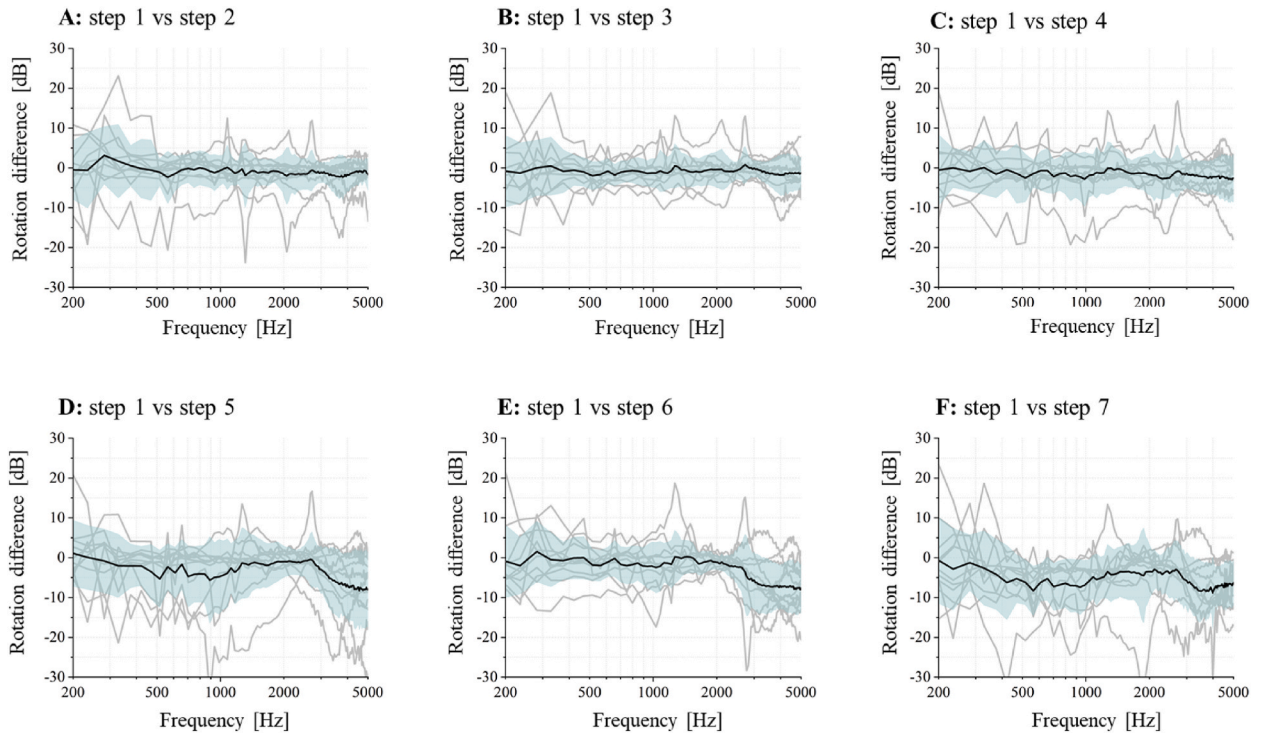 A: step 1 vs step 2
B: step 1 vs step 3
C: step 1 vs step 4
Rotation difference [dB]
30
20
10
0
-10
-20
-30
200 500 1000 2000 5000
Frequency [Hz]
Rotation difference [dB]
30
20
10
0
-10
-20
-30
200 500 1000 2000 5000
Frequency [Hz]
Rotation difference [dB]
30
20
10
0
-10
-20
-30
200 500 1000 2000 5000
Frequency [Hz]
D: step 1 vs step 5
E: step 1 vs step 6
F: step 1 vs step 7
Rotation difference [dB]
30
20
10
0
-10
-20
-30
200 500 1000 2000 5000
Frequency [Hz]
Rotation difference [dB]
30
20
10
0
-10
-20
-30
200 500 1000 2000 5000
Frequency [Hz]
Rotation difference [dB]
30
20
10
0
-10
-20
-30
200 500 1000 2000 5000
Frequency [Hz]